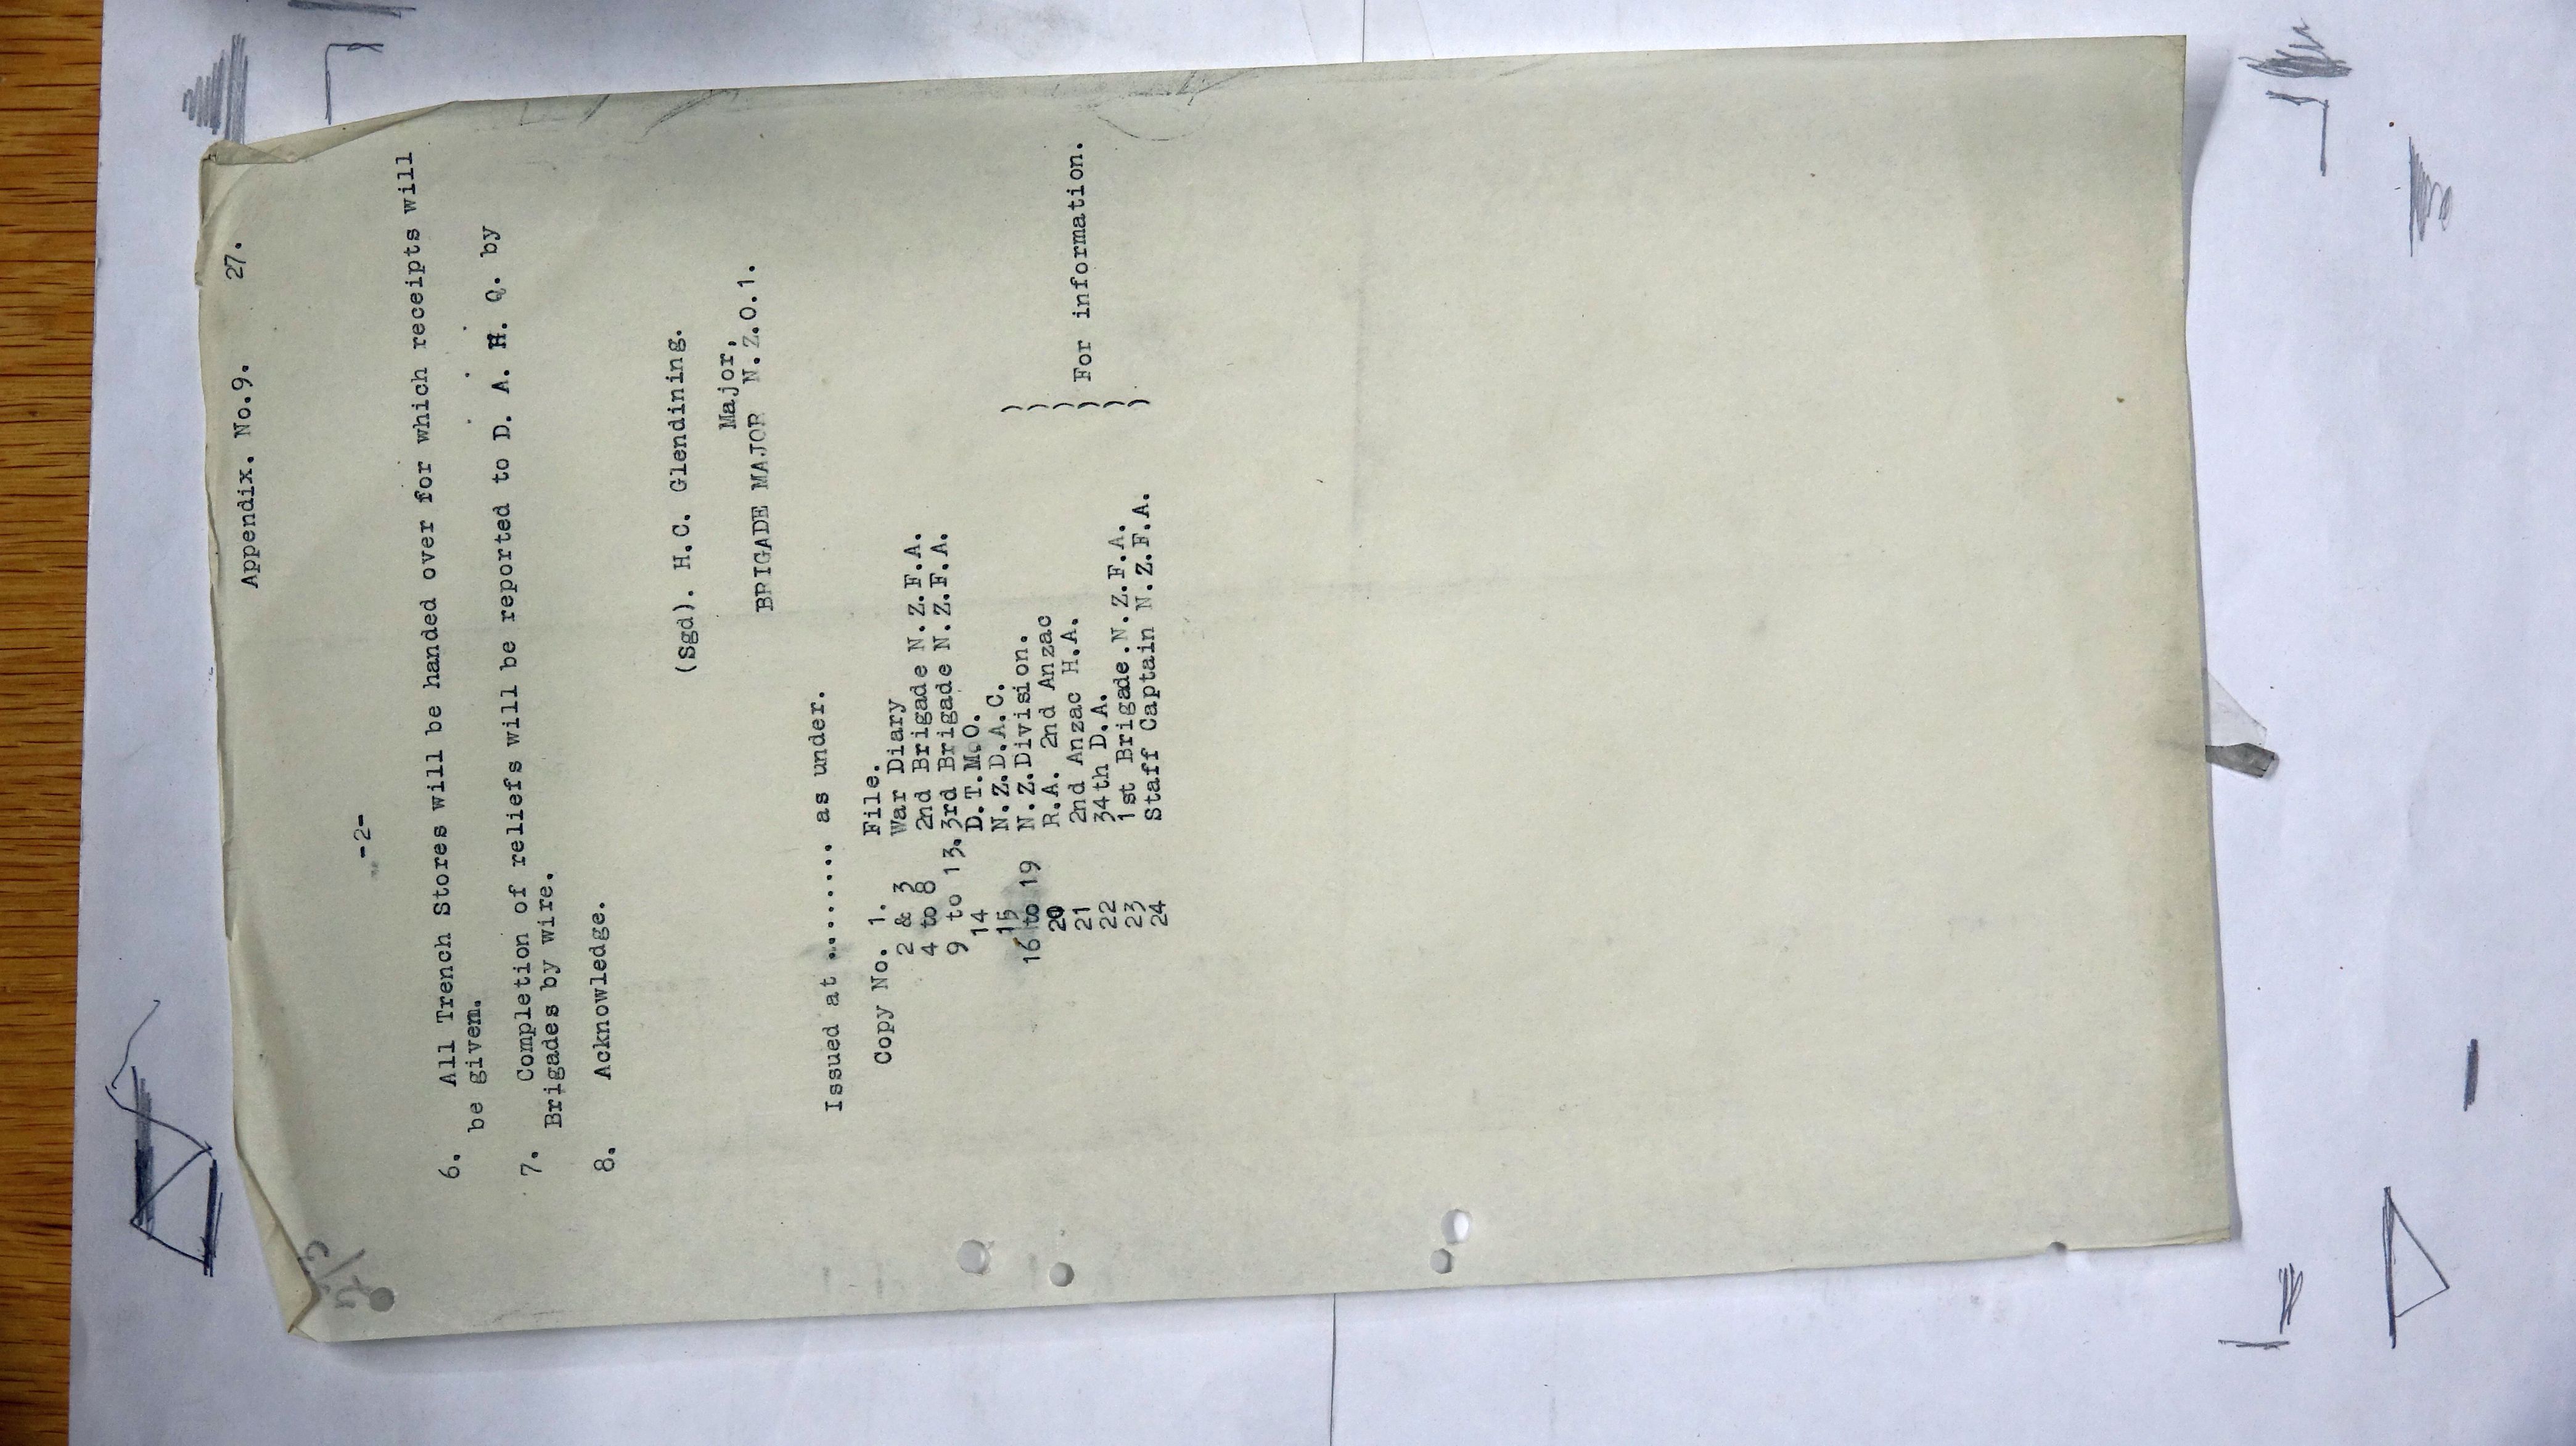 Appendix. No.9. 27.
-2-
6. All Trench Stores will be handed over for which receipts will
be given.
7. Completion of reliefs will be reported to D. A. H. Q. by
Brigades by wire.
8. Acknowledge.
(Sgd). H.C. Glendining.
Major,
BRIGADE MAJOR N.Z.O.1.
Issued at ........ as under.
Copy No. 1. File.
2 & 3 War Diary
4 to 8 2nd Brigade N.Z.F.A.
9 to 13. 3rd Brigade N.Z.F.A.
14 D.T.M.O.
15 N.Z.D.A.C.
16 to 19 N.Z.Division. )
20 R.A. 2nd Anzac )
21 2nd Anzac H.A. )
22 34th D.A. ) For information.
23 1st Brigade.N.Z.F.A. )
24 Staff Captain N.Z.F.A. )